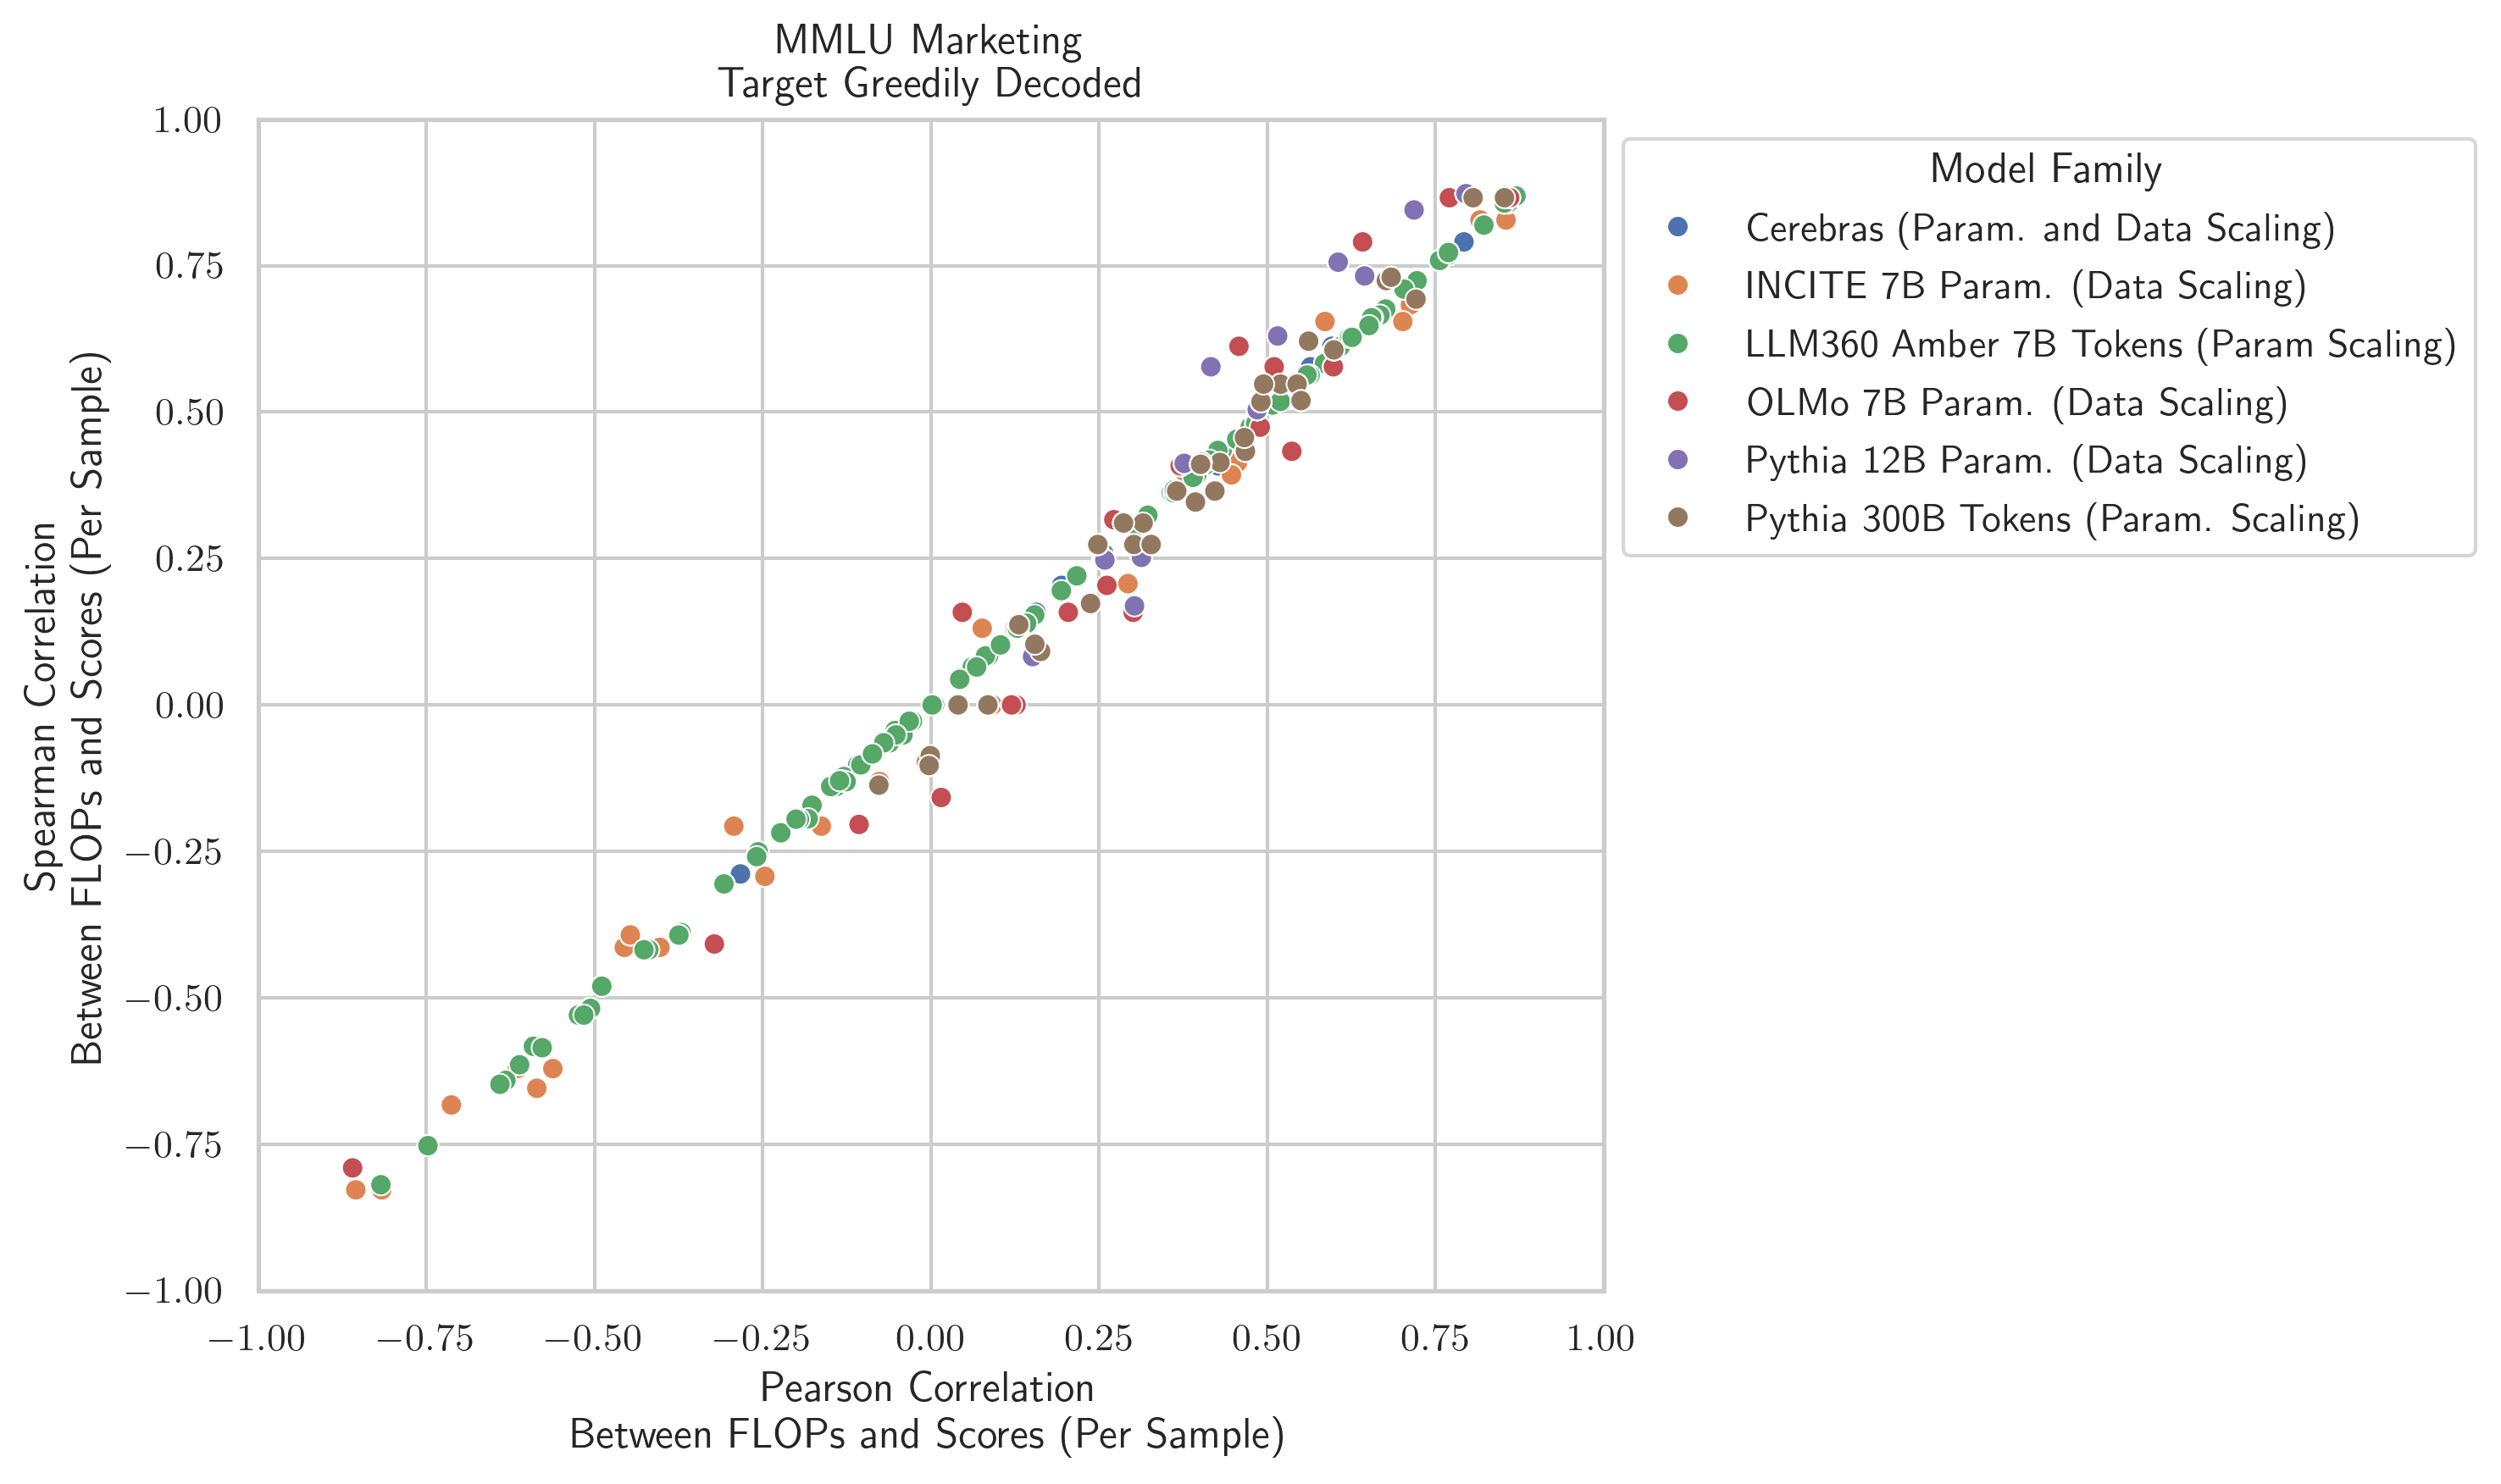 MMLU Marketing
Target Greedily Decoded
1.00
0.75
0.50
0.25
0.00
−0.25
−0.50
−0.75
−1.00
Spearman Correlation
Between FLOPs and Scores (Per Sample)
−1.00
−0.75
−0.50
−0.25
0.00
0.25
0.50
0.75
1.00
Pearson Correlation
Between FLOPs and Scores (Per Sample)
Model Family
Cerebras (Param. and Data Scaling)
INCITE 7B Param. (Data Scaling)
LLM360 Amber 7B Tokens (Param Scaling)
OLMo 7B Param. (Data Scaling)
Pythia 12B Param. (Data Scaling)
Pythia 300B Tokens (Param. Scaling)